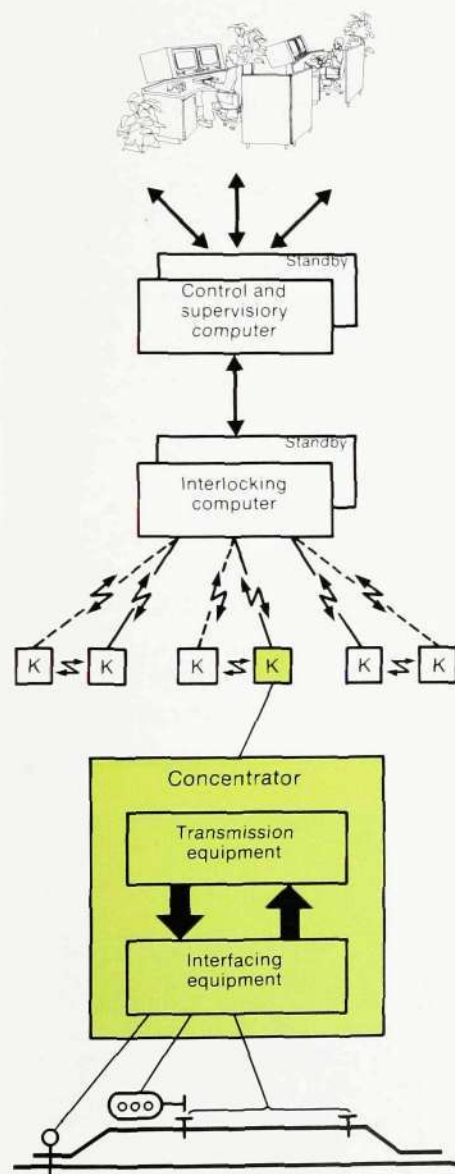 Standby
Control and
supervisiory
computer
Standby
Interlocking
computer
K K K K K K
Concentrator
Transmission
equipment
Interfacing
equipment